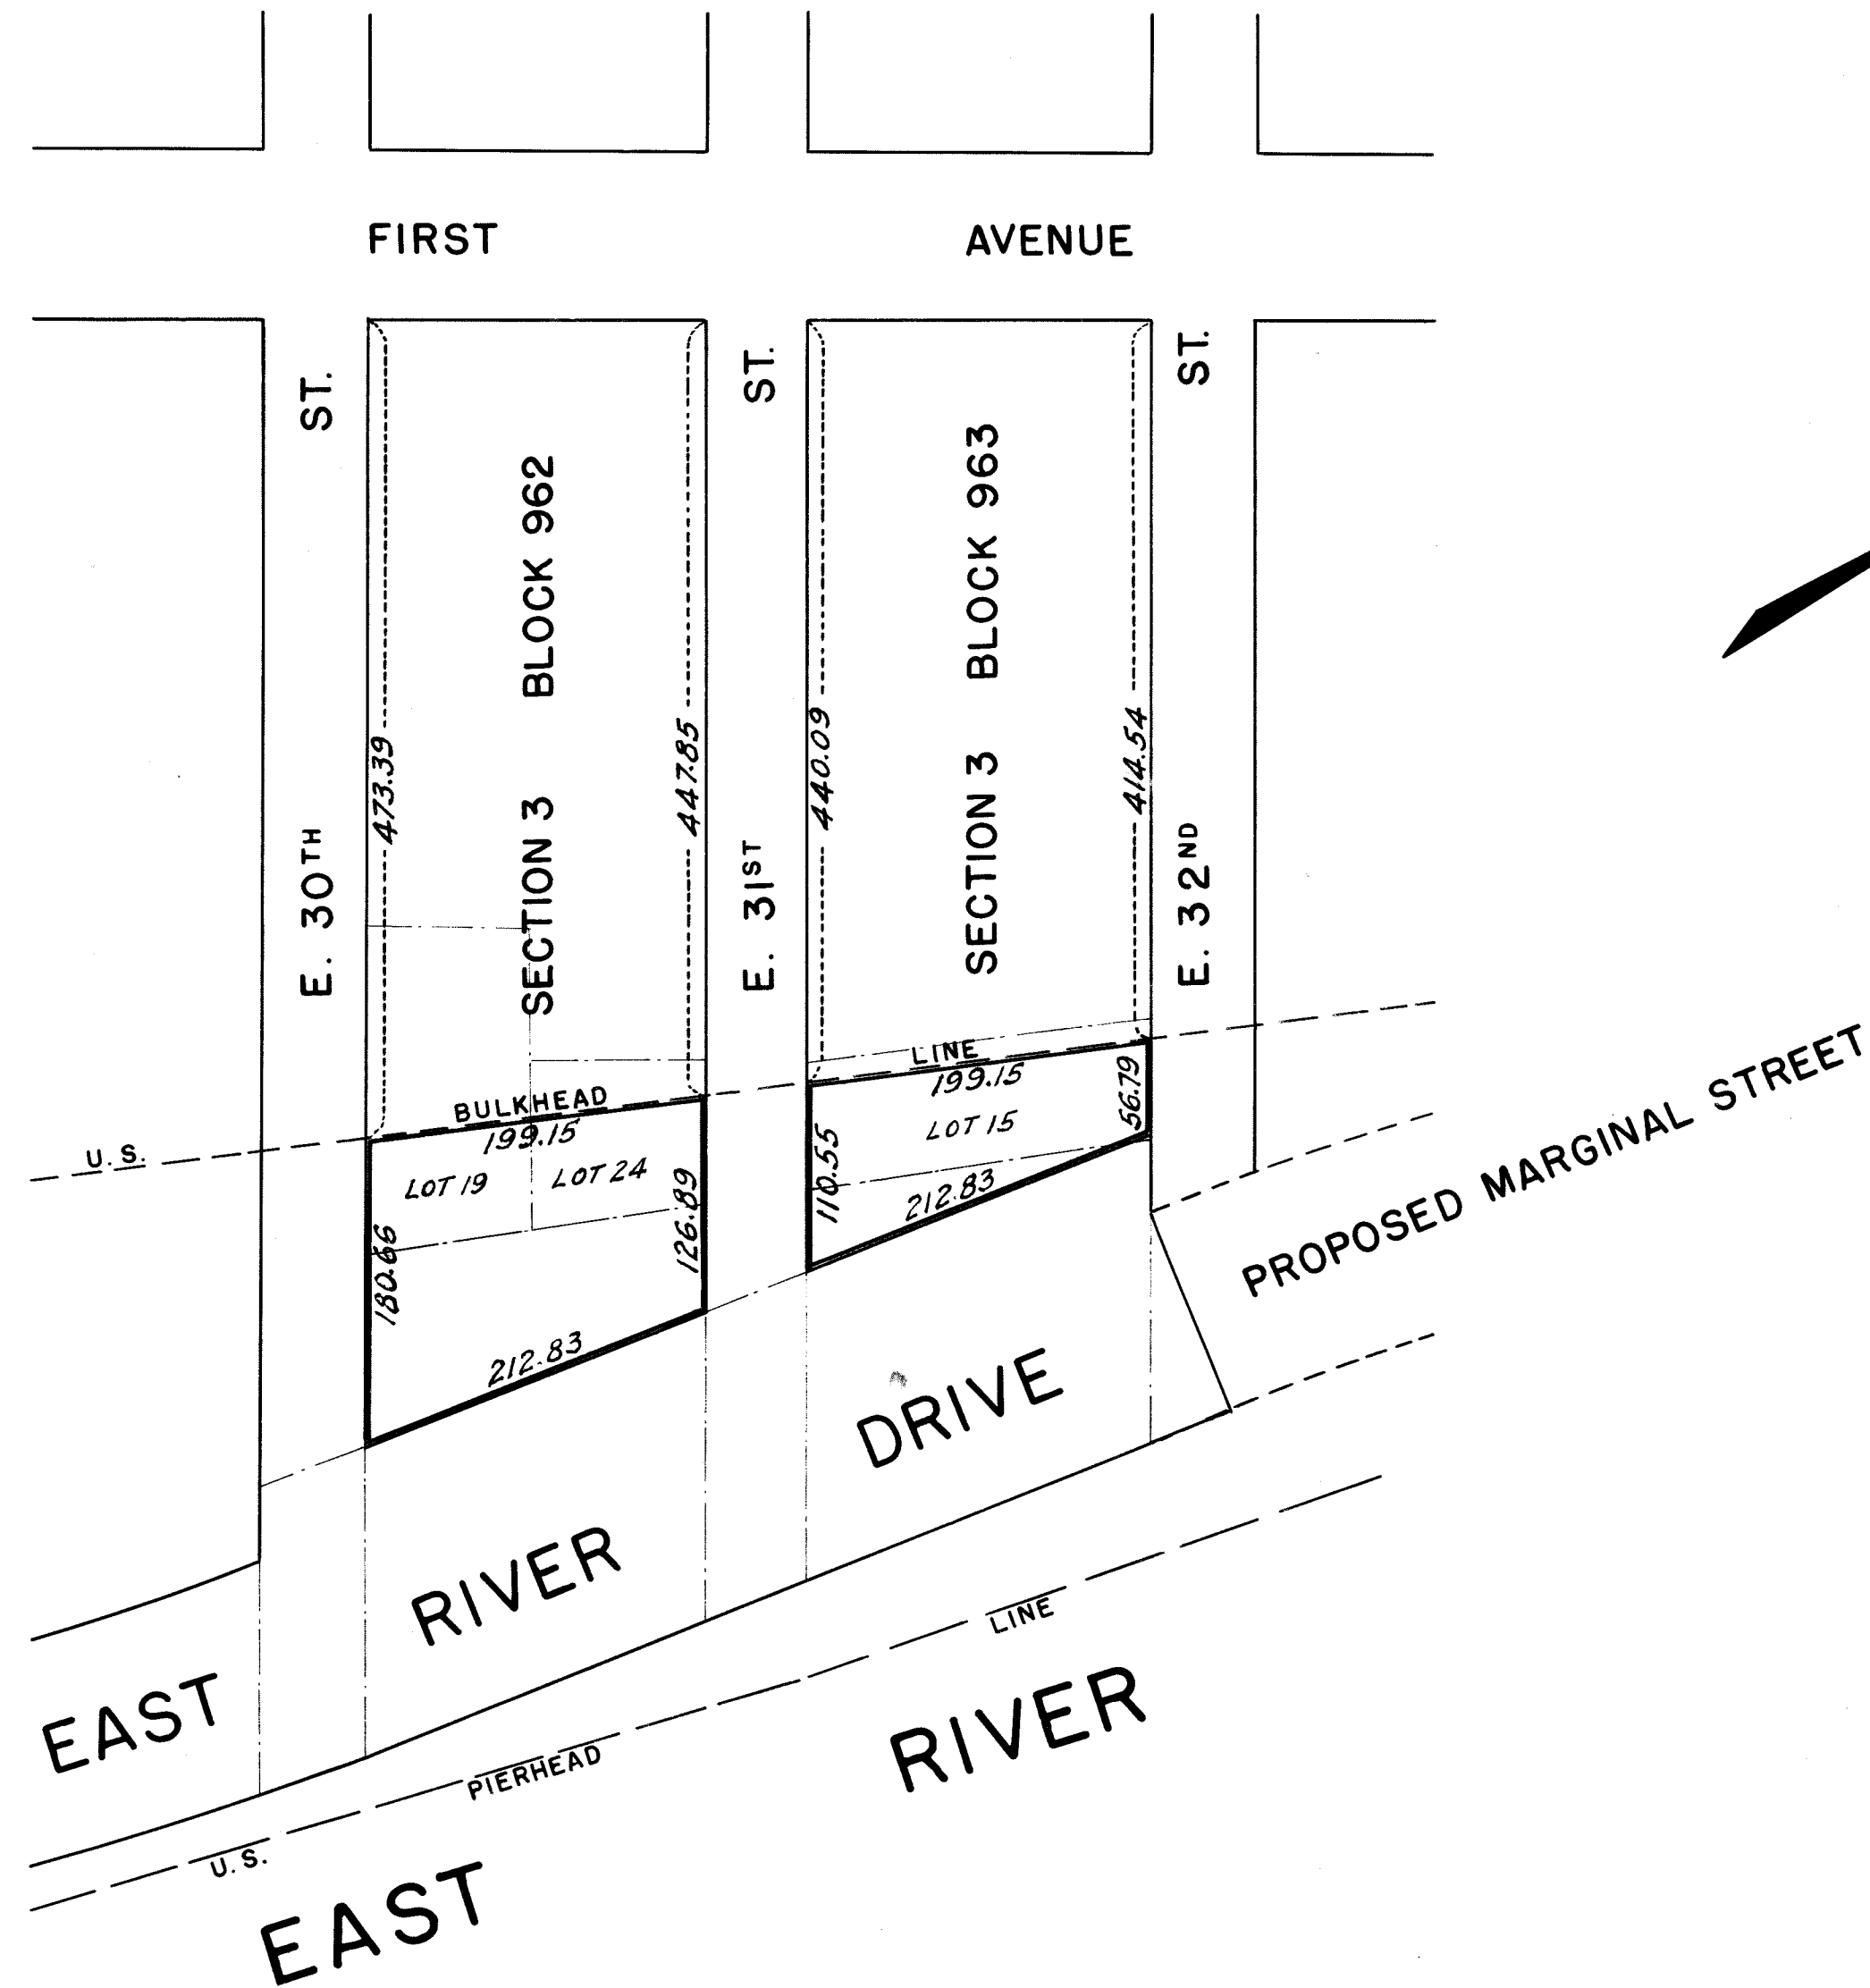 FIRST AVENUE
E. 30TH ST.
473.39
SECTION 3 BLOCK 962
447.85
E. 31ST ST.
440.09
SECTION 3 BLOCK 963
414.54
E. 32ND ST.
U.S. BULKHEAD LINE
199.15
LOT 19
LOT 24
180.66
126.89
212.83
199.15
LOT 15
110.55
56.79
212.83
PROPOSED MARGINAL STREET
EAST RIVER DRIVE
U.S. PIERHEAD LINE
EAST RIVER